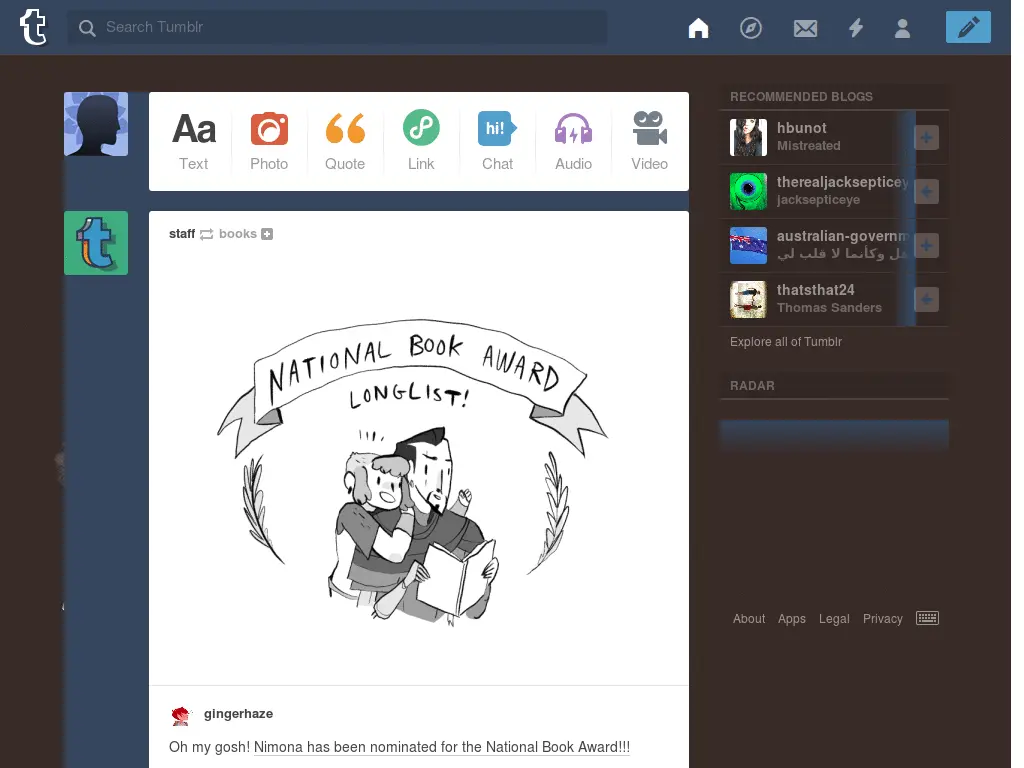 Search Tumblr
Aa
Text
Photo
Quote
Link
hi!
Chat
Audio
Video
staff books
NATIONAL BOOK AWARD
LONGLIST!
gingerhaze
Oh my gosh! Nimona has been nominated for the National Book Award!!!
RECOMMENDED BLOGS
hbunot
Mistreated
therealjacksepticey
jacksepticeye
australian-governm
هل وكأنما لا قلب لي
thatsthat24
Thomas Sanders
Explore all of Tumblr
RADAR
About Apps Legal Privacy